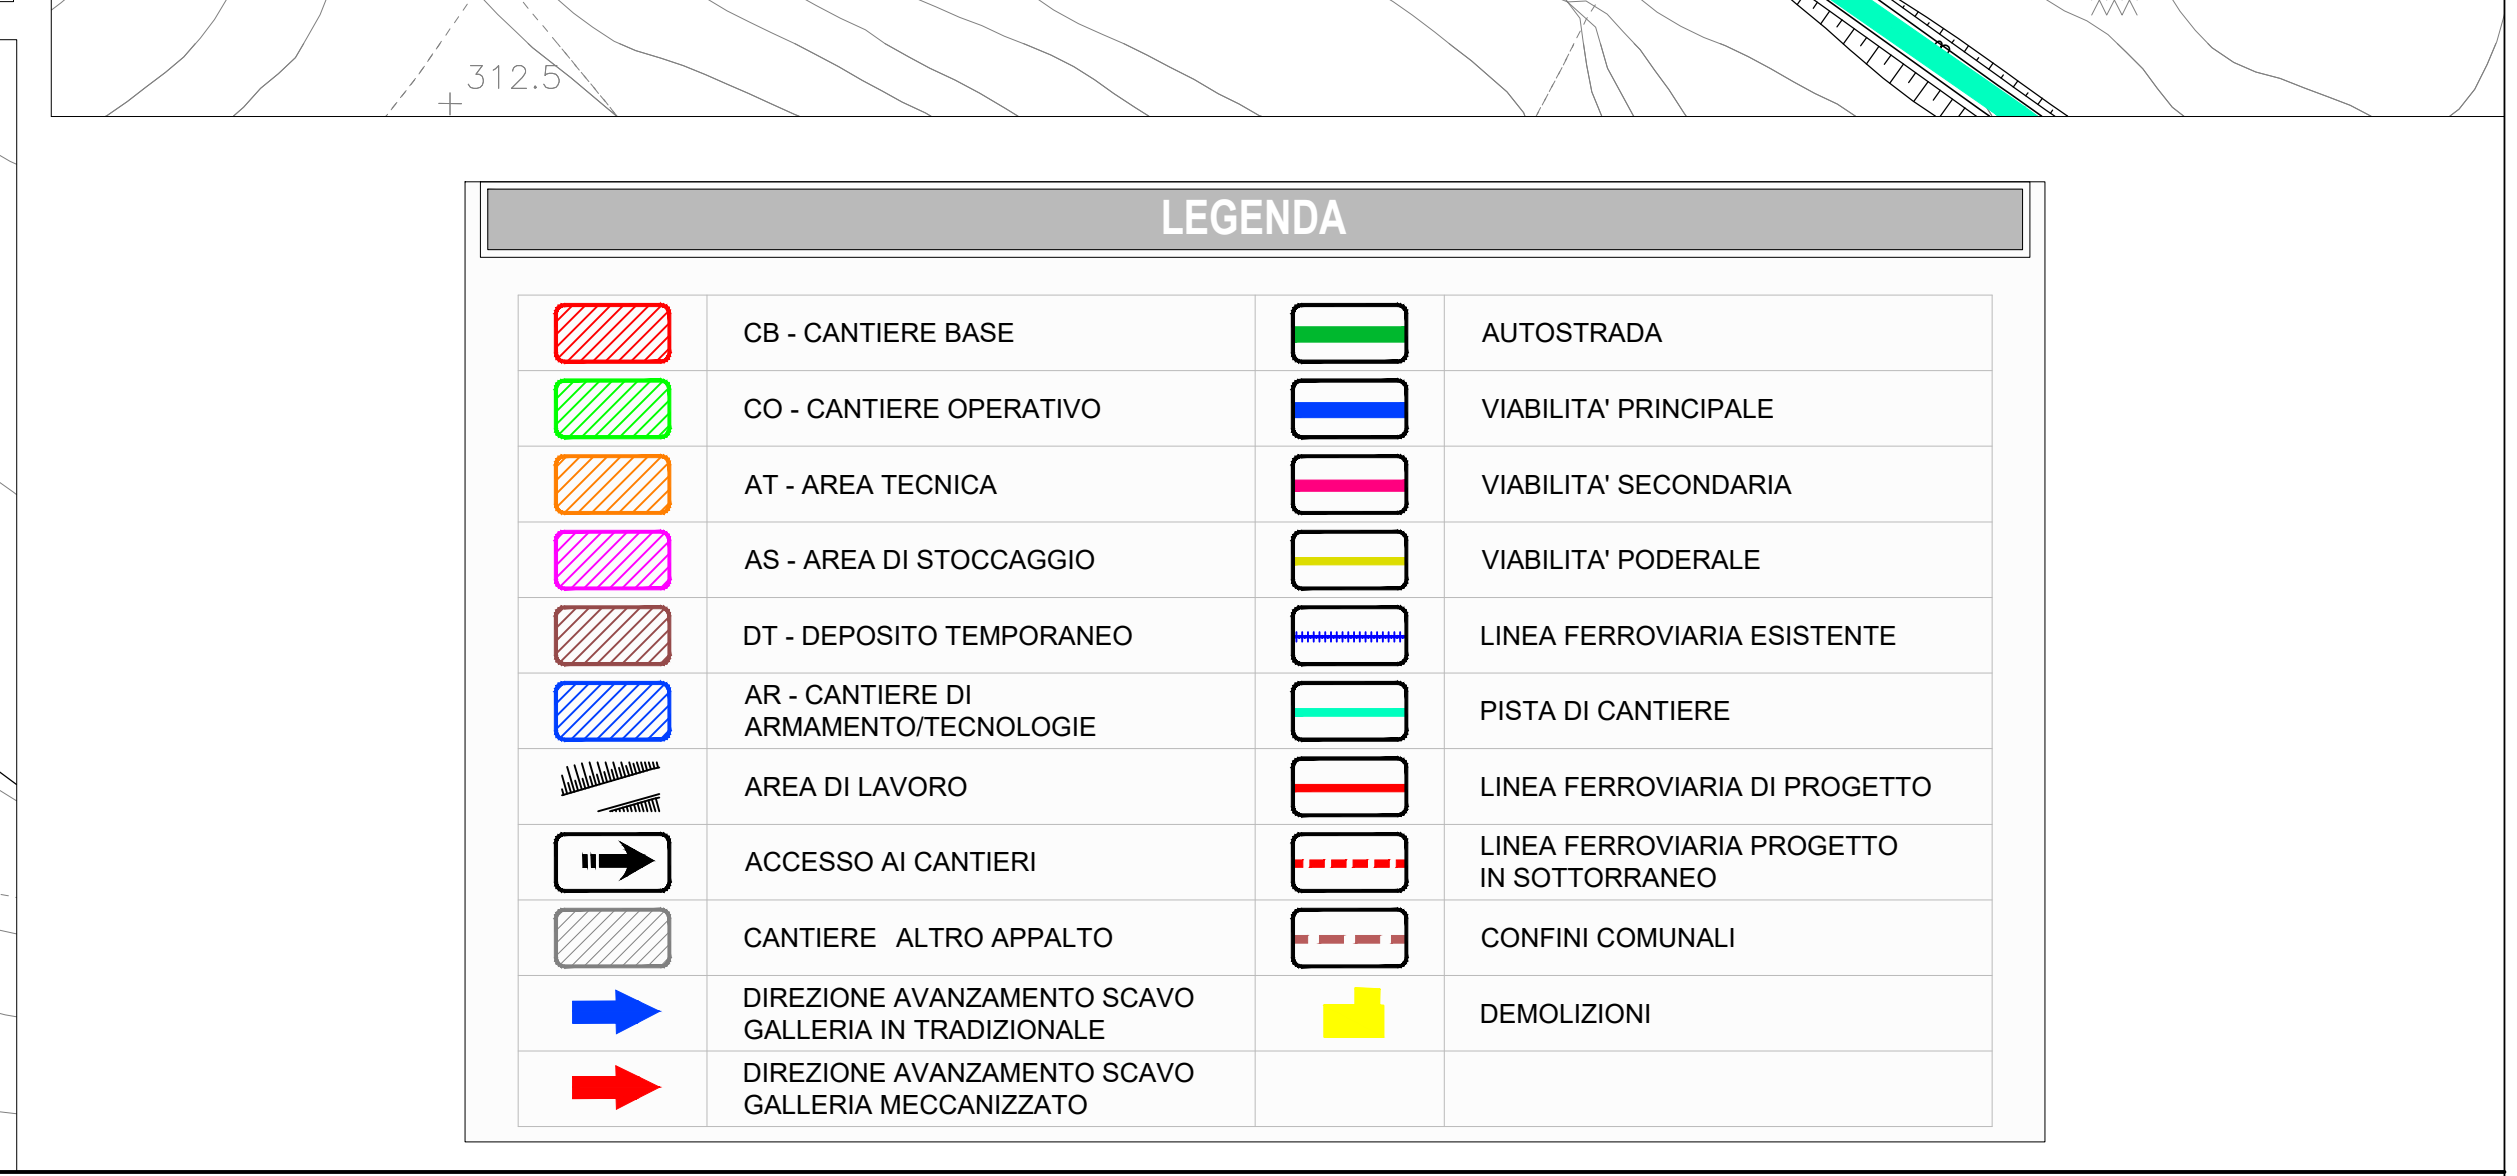 312.5
LEGENDA
CB - CANTIERE BASE
AUTOSTRADA
CO - CANTIERE OPERATIVO
VIABILITA' PRINCIPALE
AT - AREA TECNICA
VIABILITA' SECONDARIA
AS - AREA DI STOCCAGGIO
VIABILITA' PODERALE
DT - DEPOSITO TEMPORANEO
LINEA FERROVIARIA ESISTENTE
AR - CANTIERE DI
ARMAMENTO/TECNOLOGIE
PISTA DI CANTIERE
AREA DI LAVORO
LINEA FERROVIARIA DI PROGETTO
ACCESSO AI CANTIERI
LINEA FERROVIARIA PROGETTO
IN SOTTORRANEO
CANTIERE ALTRO APPALTO
CONFINI COMUNALI
DIREZIONE AVANZAMENTO SCAVO
GALLERIA IN TRADIZIONALE
DEMOLIZIONI
DIREZIONE AVANZAMENTO SCAVO
GALLERIA MECCANIZZATO